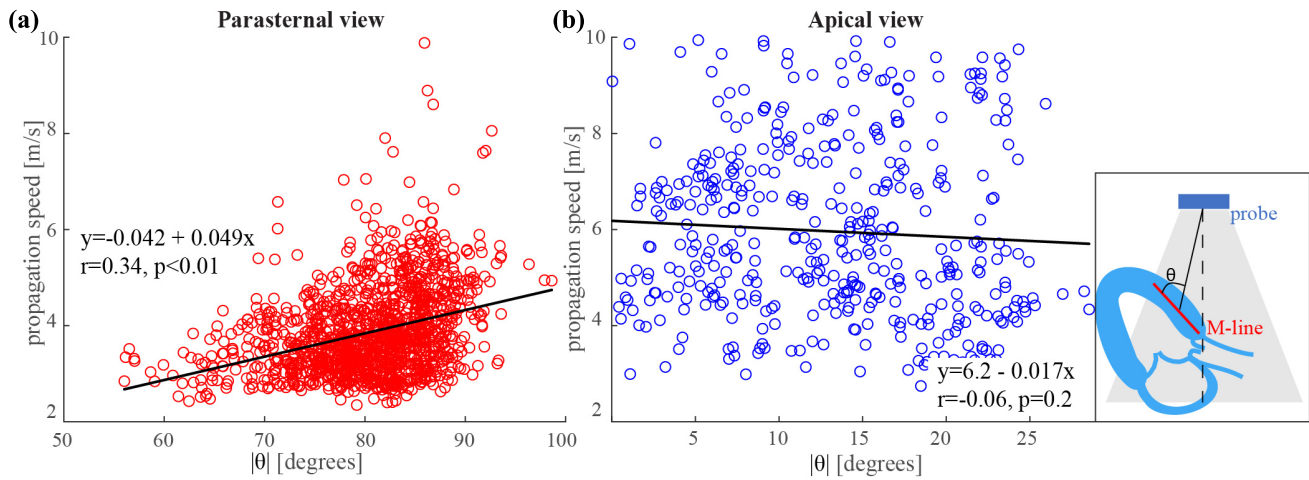 (a)
Parasternal view
10
8
6
4
2
propagation speed [m/s]
y=-0.042 + 0.049x
r=0.34, p<0.01
50
60
70
80
90
100
|θ| [degrees]
(b)
Apical view
10
8
6
4
2
propagation speed [m/s]
y=6.2 - 0.017x
r=-0.06, p=0.2
5
10
15
20
25
|θ| [degrees]
probe
θ
M-line